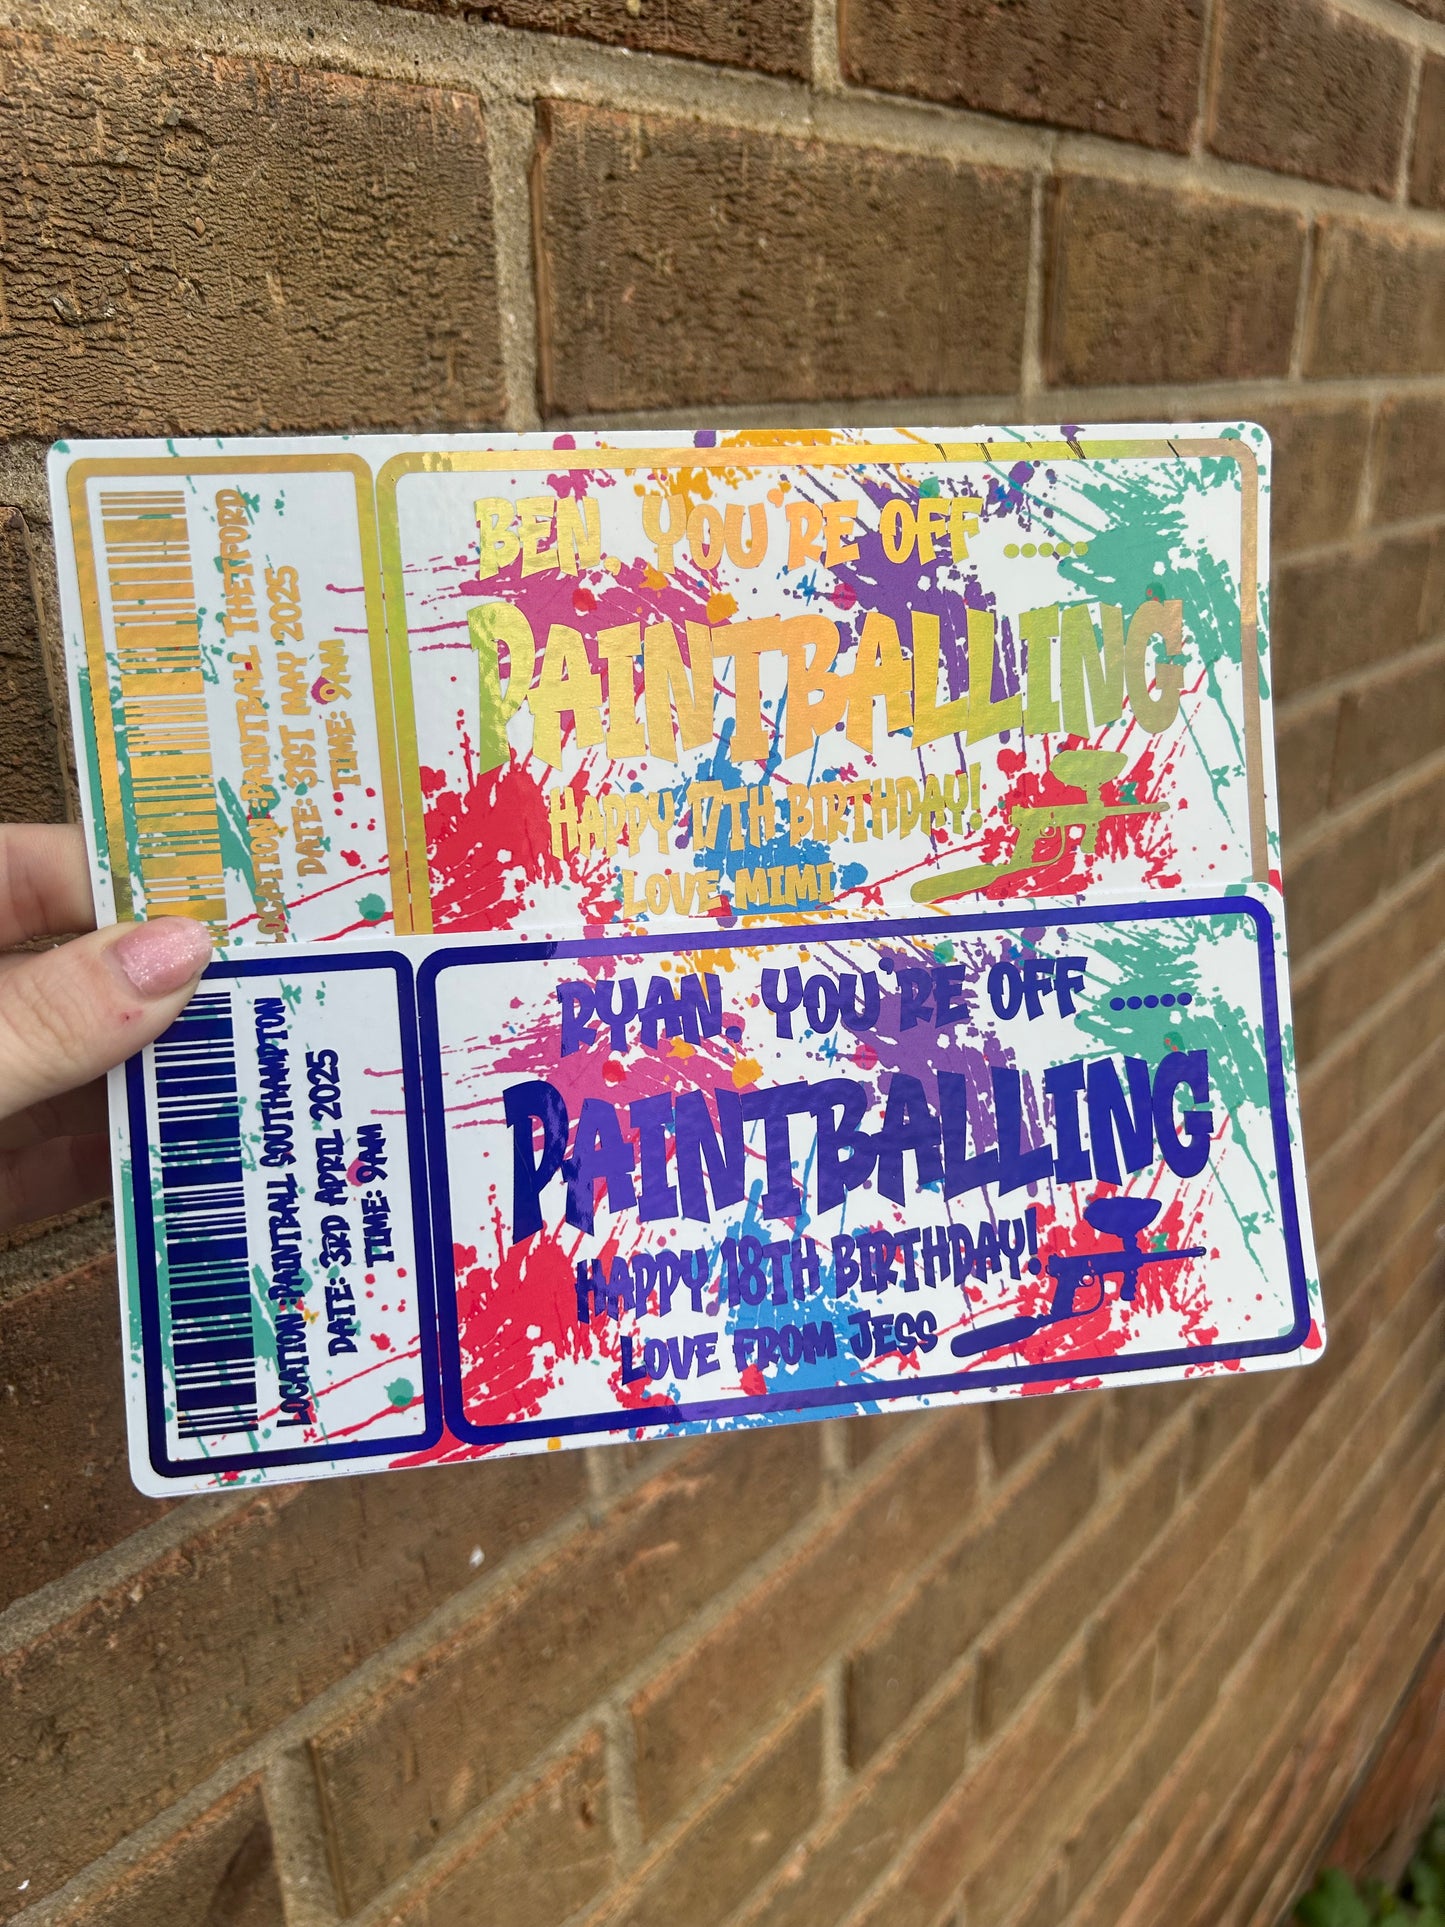 BEN, YOU'RE OFF .....
PAINTBALLING
HAPPY 17TH BIRTHDAY!
LOVE MIMI
LOCATION :PAINTBALL THETFORD
DATE: 31ST MAY 2025
TIME: 9AM
RYAN, YOU'RE OFF .....
PAINTBALLING
HAPPY 18TH BIRTHDAY!
LOVE FROM JESS
LOCATION :PAINTBALL SOUTHAMPTON
DATE: 3RD APRIL 2025
TIME: 9AM